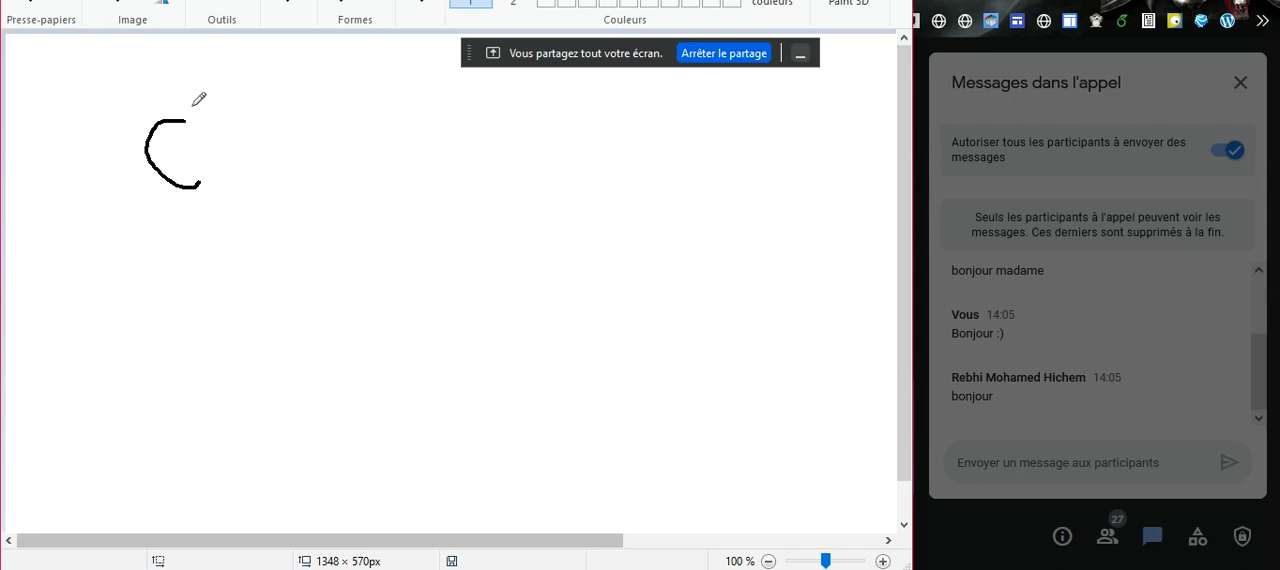 couleurs
Paint 3D
1
2
Presse-papiers
Image
Outils
Formes
Couleurs
Vous partagez tout votre écran.
Arrêter le partage
C
1348 × 570px
100 %
Messages dans l'appel
Autoriser tous les participants à envoyer des
messages
Seuls les participants à l'appel peuvent voir les
messages. Ces derniers sont supprimés à la fin.
bonjour madame
Vous 14:05
Bonjour :)
Rebhi Mohamed Hichem 14:05
bonjour
Envoyer un message aux participants
27